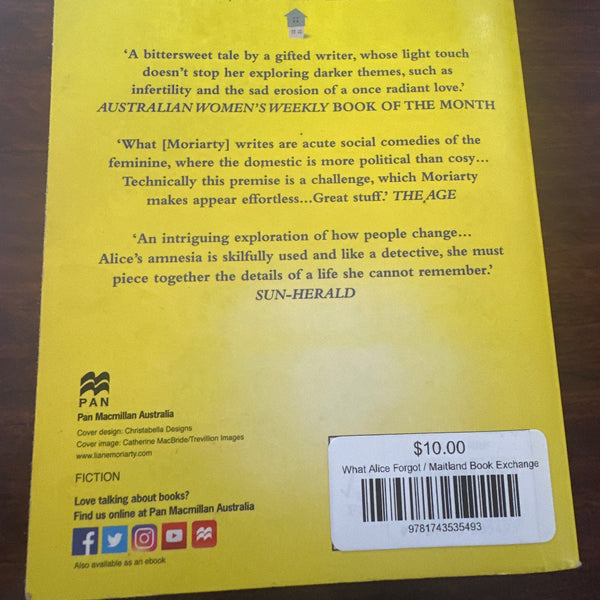 ‘A bittersweet tale by a gifted writer, whose light touch
doesn’t stop her exploring darker themes, such as
infertility and the sad erosion of a once radiant love.’
AUSTRALIAN WOMEN’S WEEKLY BOOK OF THE MONTH
‘What [Moriarty] writes are acute social comedies of the
feminine, where the domestic is more political than cosy…
Technically this premise is a challenge, which Moriarty
makes appear effortless…Great stuff.’ THE AGE
‘An intriguing exploration of how people change…
Alice’s amnesia is skilfully used and like a detective, she must
piece together the details of a life she cannot remember.’
SUN-HERALD
PAN
Pan Macmillan Australia
Cover design: Christabella Designs
Cover image: Catherine MacBride/Trevillion Images
www.lianemoriarty.com
FICTION
Love talking about books?
Find us online at Pan Macmillan Australia
Also available as an ebook
$10.00
What Alice Forgot / Maitland Book Exchange
9781743535493